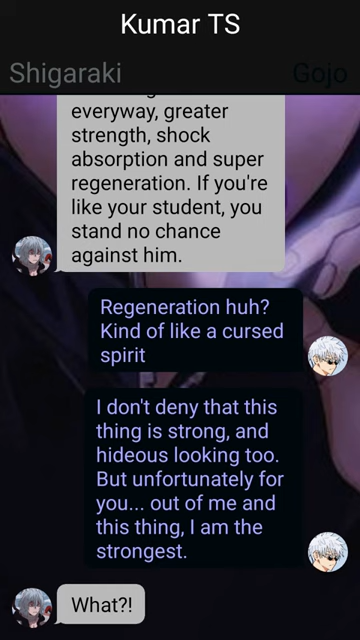 Kumar TS
Shigaraki
Gojo
everyway, greater
strength, shock
absorption and super
regeneration. If you're
like your student, you
stand no chance
against him.
Regeneration huh?
Kind of like a cursed
spirit
I don't deny that this
thing is strong, and
hideous looking too.
But unfortunately for
you... out of me and
this thing, I am the
strongest.
What?!